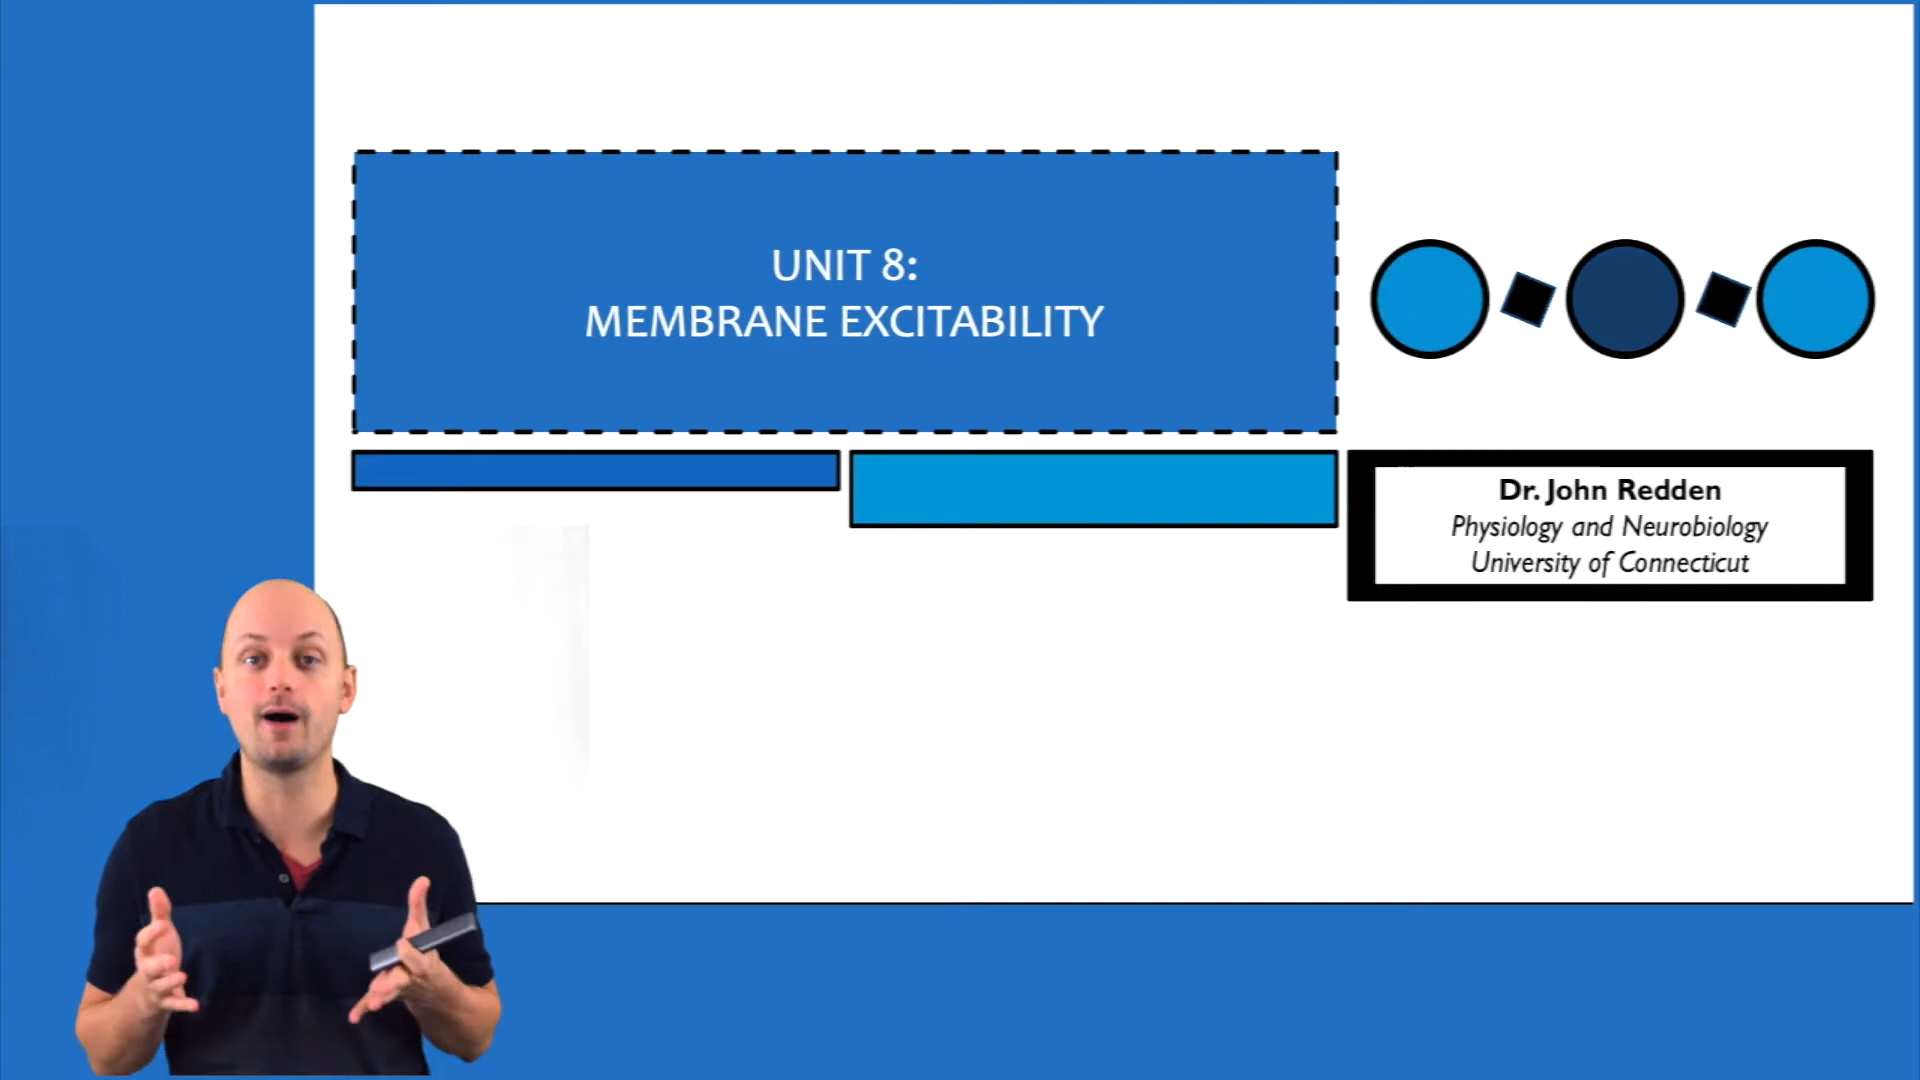 UNIT 8:
MEMBRANE EXCITABILITY
Dr. John Redden
Physiology and Neurobiology
University of Connecticut